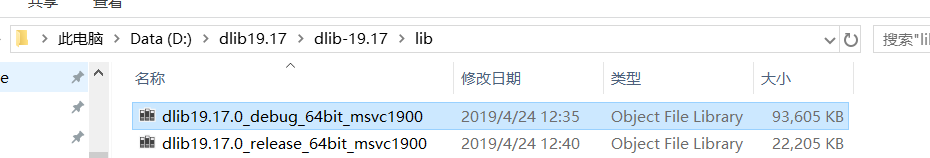 共享 查看
此电脑 > Data (D:) > dlib19.17 > dlib-19.17 > lib 搜索"lil
e 名称 修改日期 类型 大小
dlib19.17.0_debug_64bit_msvc1900 2019/4/24 12:35 Object File Library 93,605 KB
dlib19.17.0_release_64bit_msvc1900 2019/4/24 12:40 Object File Library 22,205 KB